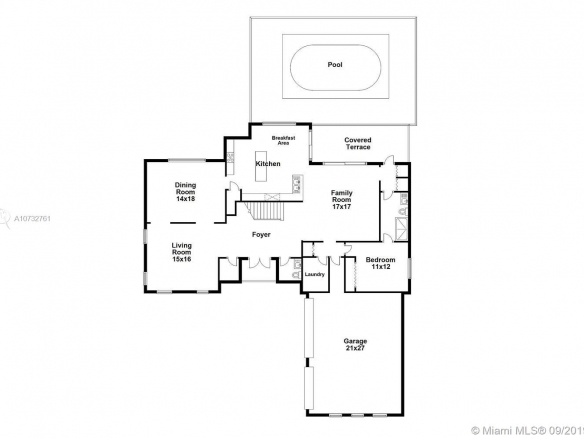 Pool
Breakfast
Area
Covered
Terrace
Kitchen
Dining
Room
14x18
Family
Room
17x17
A10732761
Foyer
Living
Room
15x16
Bedroom
11x12
Laundry
Garage
21x27
© Miami MLS® 09/201